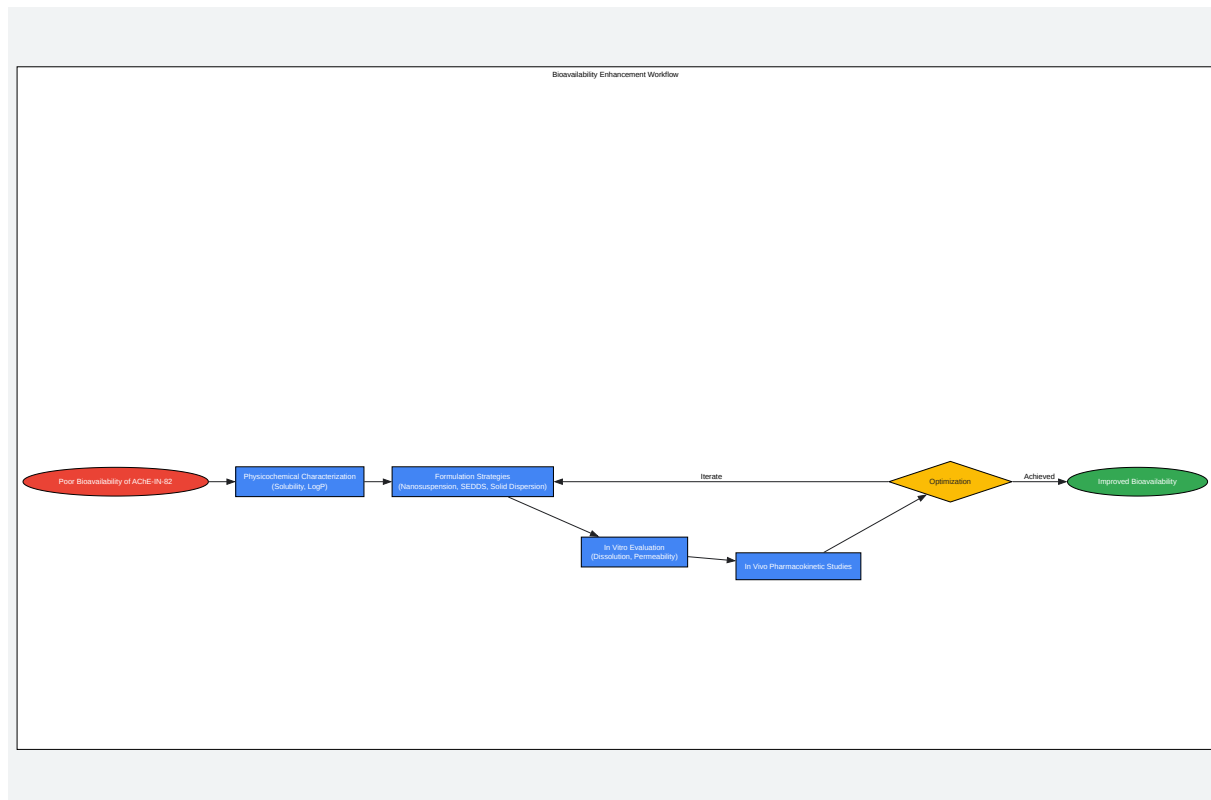 Bioavailability Enhancement Workflow
Poor Bioavailability of AChE-IN-82
Physicochemical Characterization
(Solubility, LogP)
Formulation Strategies
(Nanosuspension, SEDDS, Solid Dispersion)
Iterate
Optimization
Achieved
Improved Bioavailability
In Vitro Evaluation
(Dissolution, Permeability)
In Vivo Pharmacokinetic Studies